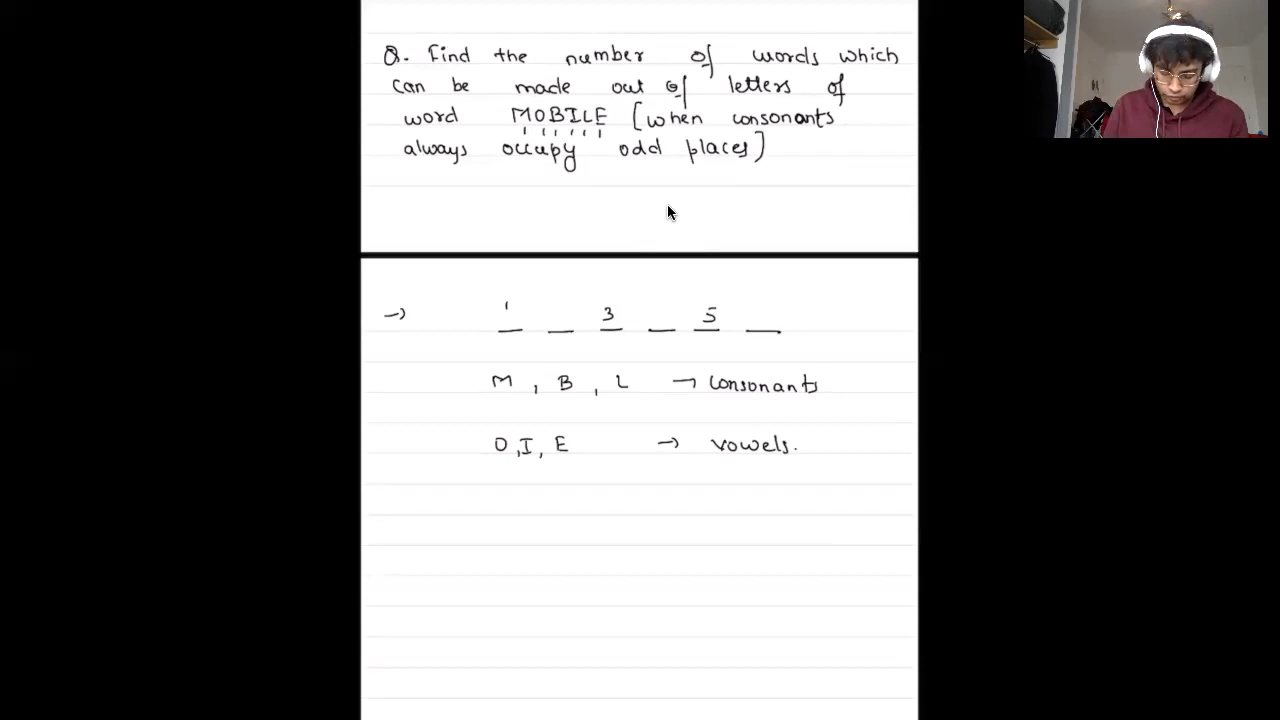 Q. Find the number of words which
can be made out of letters of
word MOBILE [when consonants
always occupy odd places]
→ 1 3 5
M , B , L → Consonants
O , I , E → Vowels.